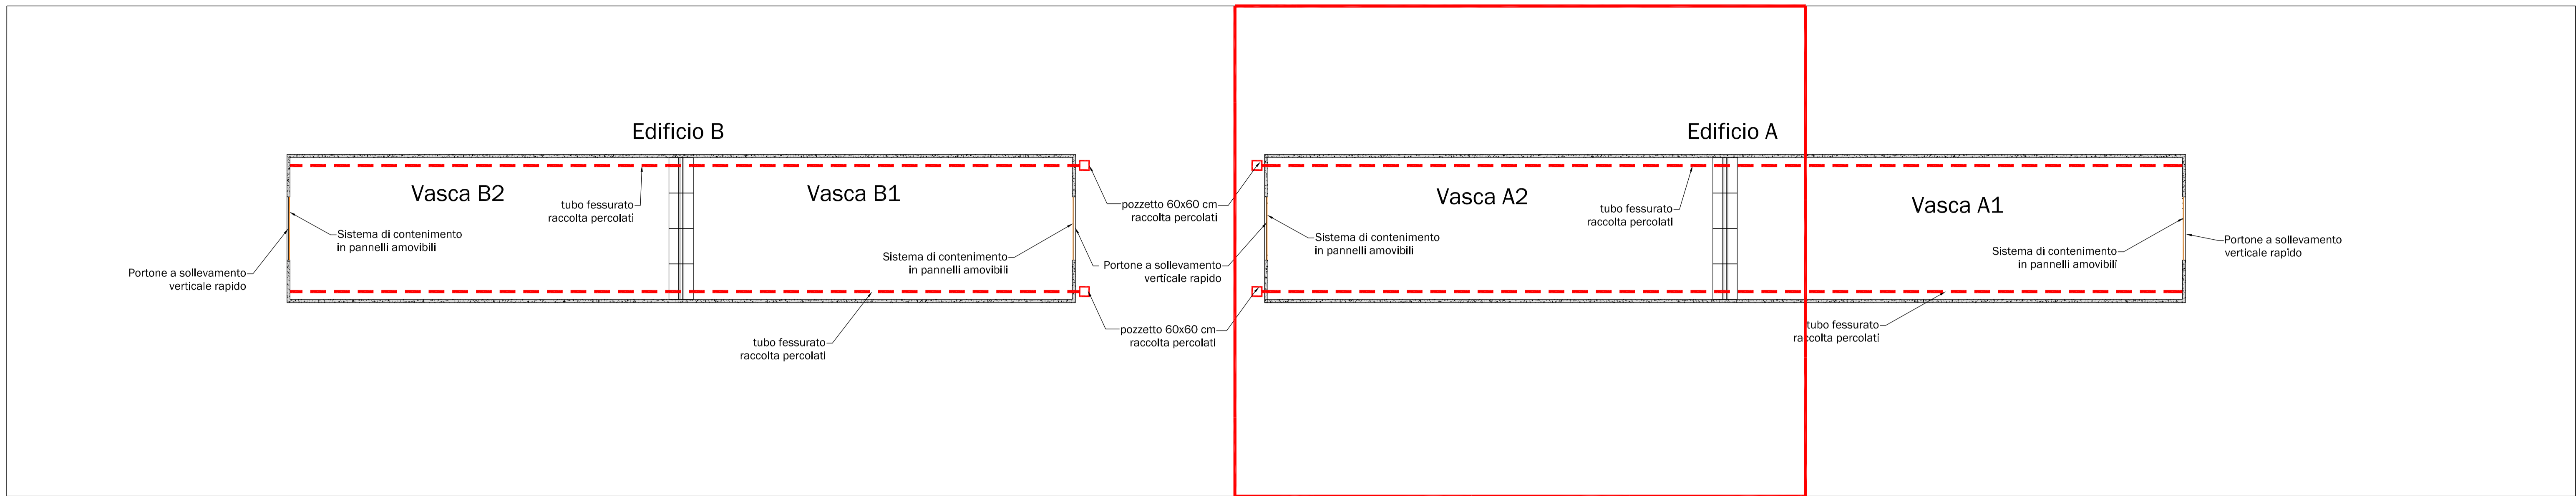 Edificio B
Edificio A
Vasca B2
Vasca B1
Vasca A2
Vasca A1
tubo fessurato
raccolta percolati
pozzetto 60x60 cm
raccolta percolati
tubo fessurato
raccolta percolati
Sistema di contenimento
in pannelli amovibili
Sistema di contenimento
in pannelli amovibili
Sistema di contenimento
in pannelli amovibili
Sistema di contenimento
in pannelli amovibili
Portone a sollevamento
verticale rapido
Portone a sollevamento
verticale rapido
Portone a sollevamento
verticale rapido
tubo fessurato
raccolta percolati
pozzetto 60x60 cm
raccolta percolati
tubo fessurato
raccolta percolati